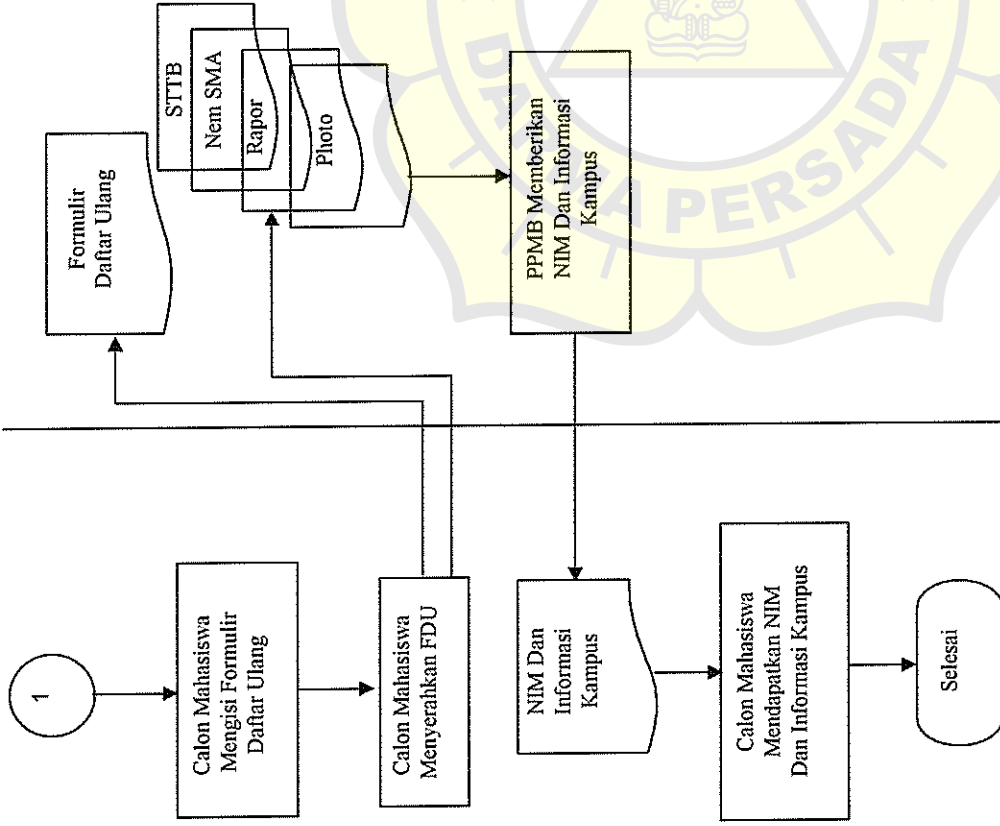 1
Calon Mahasiswa
Mengisi Formulir
Daftar Ulang
Calon Mahasiswa
Menyerahkan FDU
Formulir
Daftar Ulang
STTB
Nem SMA
Rapor
Photo
PPMB Memberikan
NIM Dan Informasi
Kampus
NIM Dan
Informasi
Kampus
Calon Mahasiswa
Mendapatkan NIM
Dan Informasi Kampus
Selesai
PERSADA